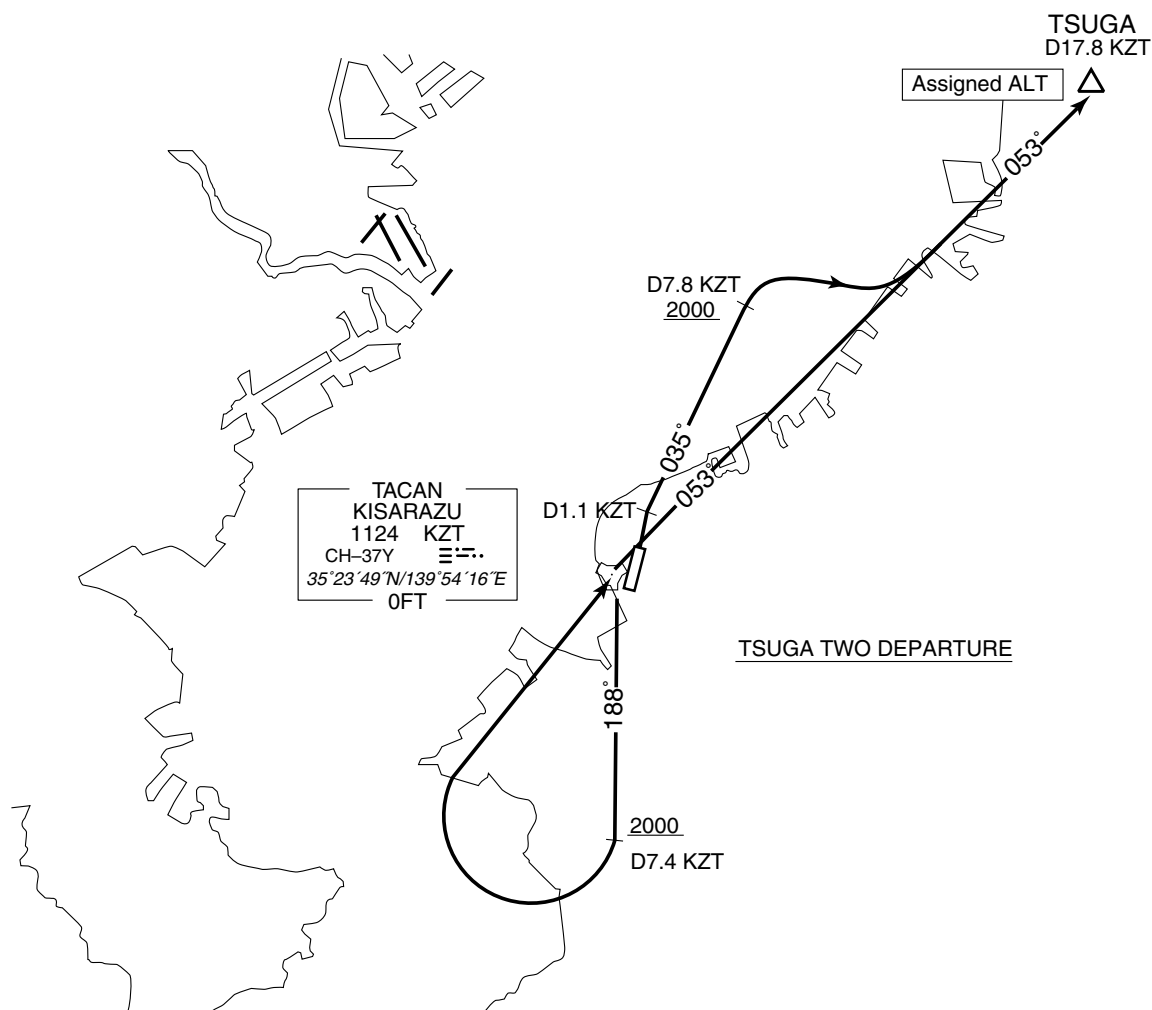 TSUGA
D17.8 KZT
Assigned ALT
053°
D7.8 KZT
2000
035°
053°
D1.1 KZT
TACAN
KISARAZU
1124 KZT
CH–37Y
35°23´49˝N/139°54´16˝E
0FT
TSUGA TWO DEPARTURE
188°
2000
D7.4 KZT